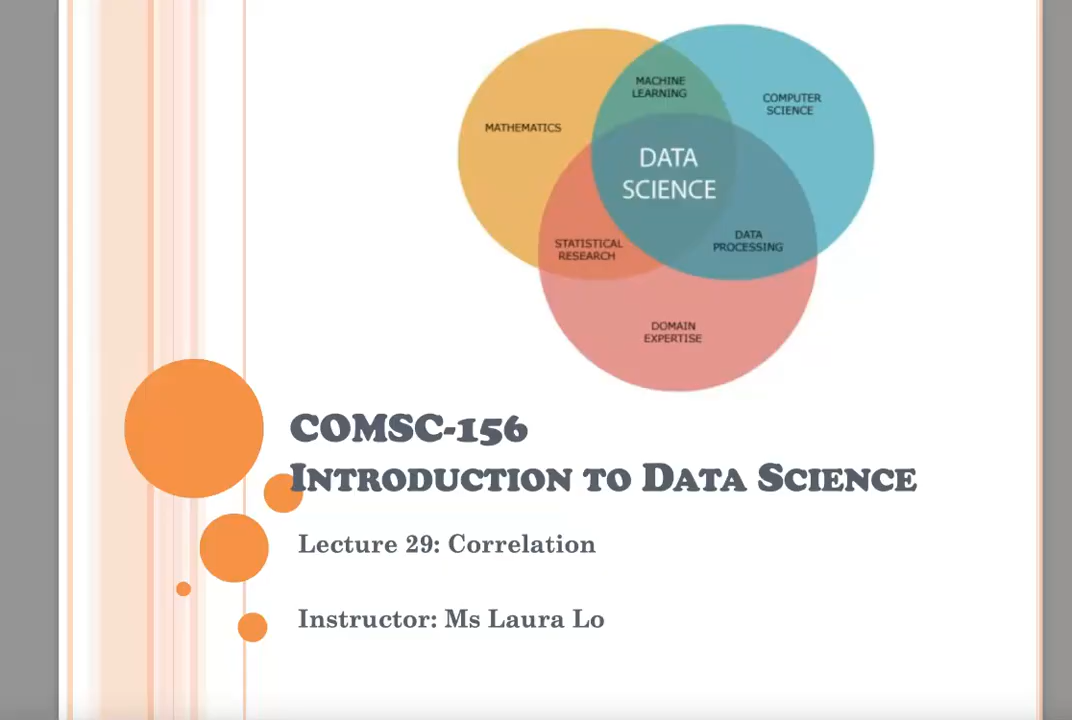 MACHINE
LEARNING
COMPUTER
SCIENCE
MATHEMATICS
DATA
SCIENCE
STATISTICAL
RESEARCH
DATA
PROCESSING
DOMAIN
EXPERTISE
COMSC-156
INTRODUCTION TO DATA SCIENCE
Lecture 29: Correlation
Instructor: Ms Laura Lo